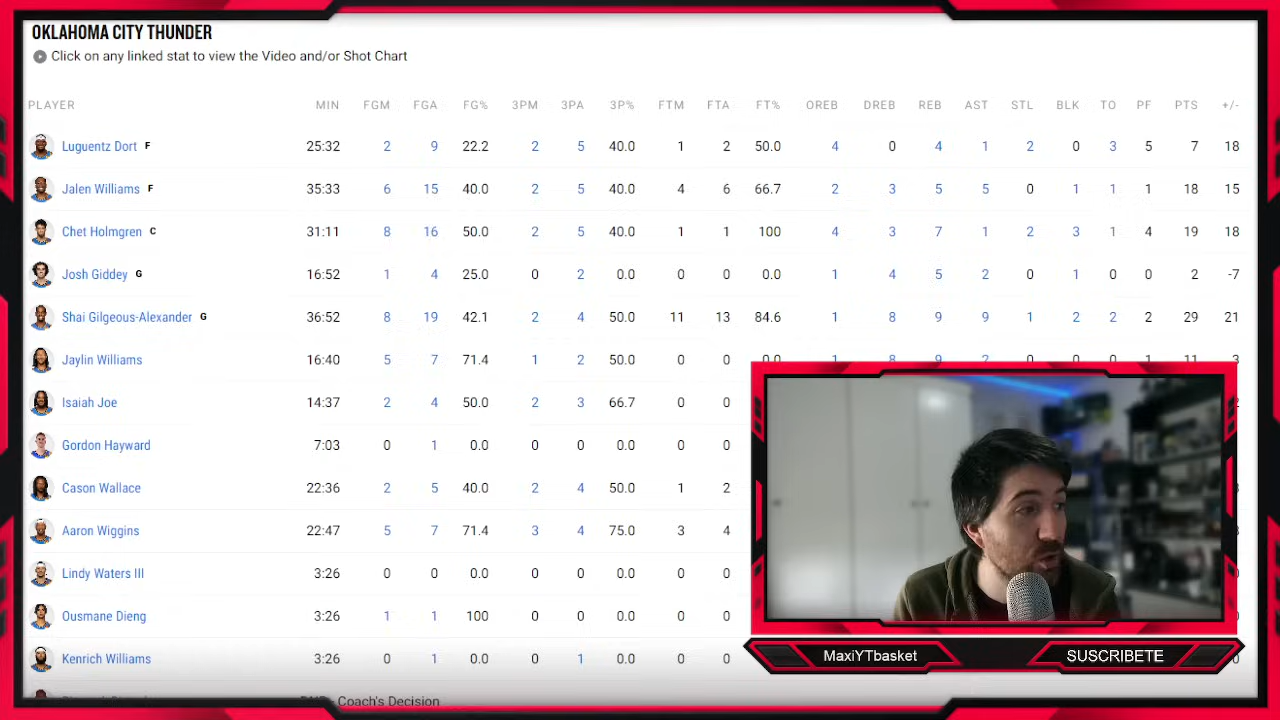 OKLAHOMA CITY THUNDER
Click on any linked stat to view the Video and/or Shot Chart
PLAYER MIN FGM FGA FG% 3PM 3PA 3P% FTM FTA FT% OREB DREB REB AST STL BLK TO PF PTS +/-
Luguentz Dort F 25:32 2 9 22.2 2 5 40.0 1 2 50.0 4 0 4 1 2 0 3 5 7 18
Jalen Williams F 35:33 6 15 40.0 2 5 40.0 4 6 66.7 2 3 5 5 0 1 1 1 18 15
Chet Holmgren C 31:11 8 16 50.0 2 5 40.0 1 1 100 4 3 7 1 2 3 1 4 19 18
Josh Giddey G 16:52 1 4 25.0 0 2 0.0 0 0 0.0 1 4 5 2 0 1 0 0 2 -7
Shai Gilgeous-Alexander G 36:52 8 19 42.1 2 4 50.0 11 13 84.6 1 8 9 9 1 2 2 2 29 21
Jaylin Williams 16:40 5 7 71.4 1 2 50.0 0 0 0.0 1 8 9 2 0 0 0 1 11 3
Isaiah Joe 14:37 2 4 50.0 2 3 66.7 0 0
Gordon Hayward 7:03 0 1 0.0 0 0 0.0 0 0
Cason Wallace 22:36 2 5 40.0 2 4 50.0 1 2
Aaron Wiggins 22:47 5 7 71.4 3 4 75.0 3 4
Lindy Waters III 3:26 0 0 0.0 0 0 0.0 0 0
Ousmane Dieng 3:26 1 1 100 0 0 0.0 0 0
Kenrich Williams 3:26 0 1 0.0 0 1 0.0 0 0
Coach's Decision
MaxiYTbasket
SUSCRIBETE